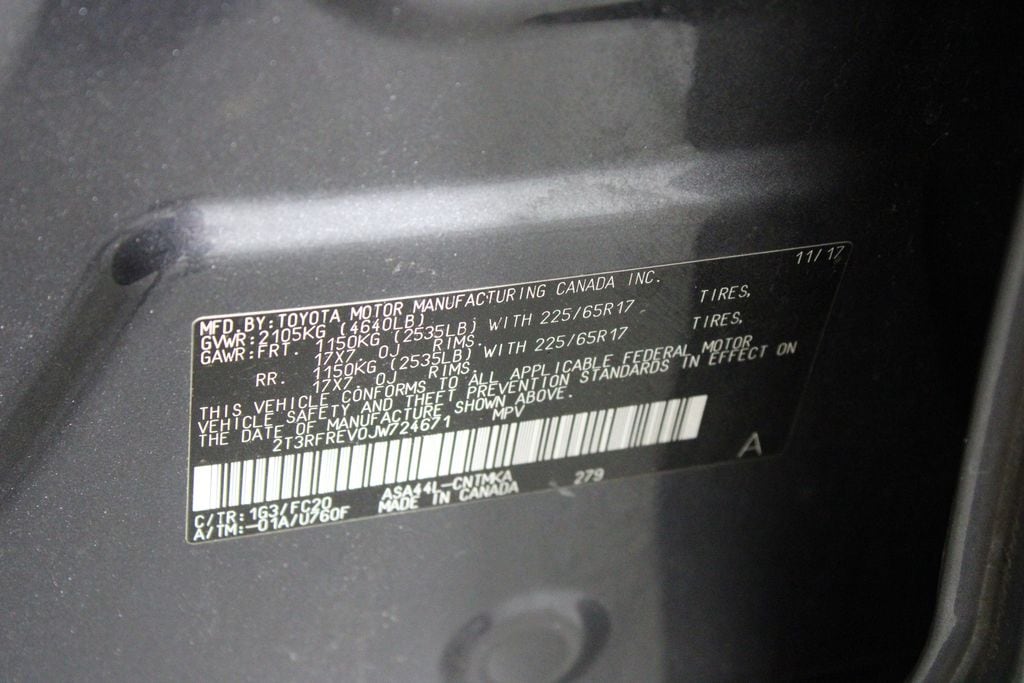 11/17
MFD. BY: TOYOTA MOTOR MANUFACTURING CANADA INC.
GVWR: 2105KG (4640LB)
GAWR: FRT. 1150KG (2535LB) WITH 225/65R17 TIRES,
17X7 0J RIMS.
RR. 1150KG (2535LB) WITH 225/65R17 TIRES,
17X7 0J RIMS.
THIS VEHICLE CONFORMS TO ALL APPLICABLE FEDERAL MOTOR
VEHICLE SAFETY AND THEFT PREVENTION STANDARDS IN EFFECT ON
THE DATE OF MANUFACTURE SHOWN ABOVE.
2T3RFREV0JW724671 MPV
A
C/TR: 1G3/FC20 ASA44L-CNTMKA 279
A/TM: -01A/U760F MADE IN CANADA